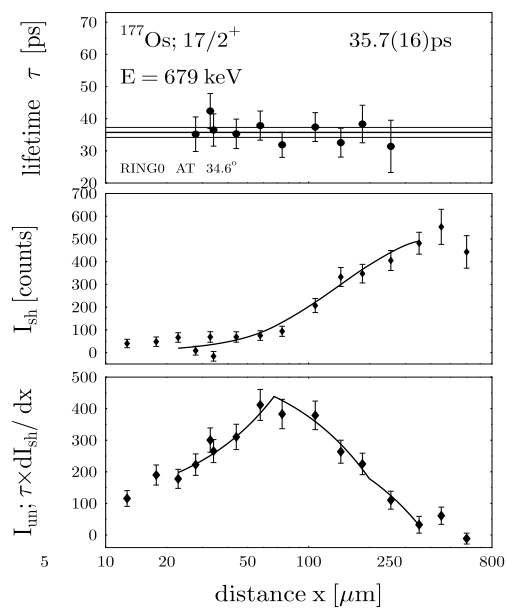 70
60
50
40
30
20
lifetime τ [ps]
¹⁷⁷Os; 17/2⁺ 35.7(16)ps
E = 679 keV
RING0 AT 34.6°
700
600
500
400
300
200
100
0
I_sh [counts]
500
400
300
200
100
0
I_un; τ×dI_sh/ dx
5 10 20 50 100 250 800
distance x [μm]